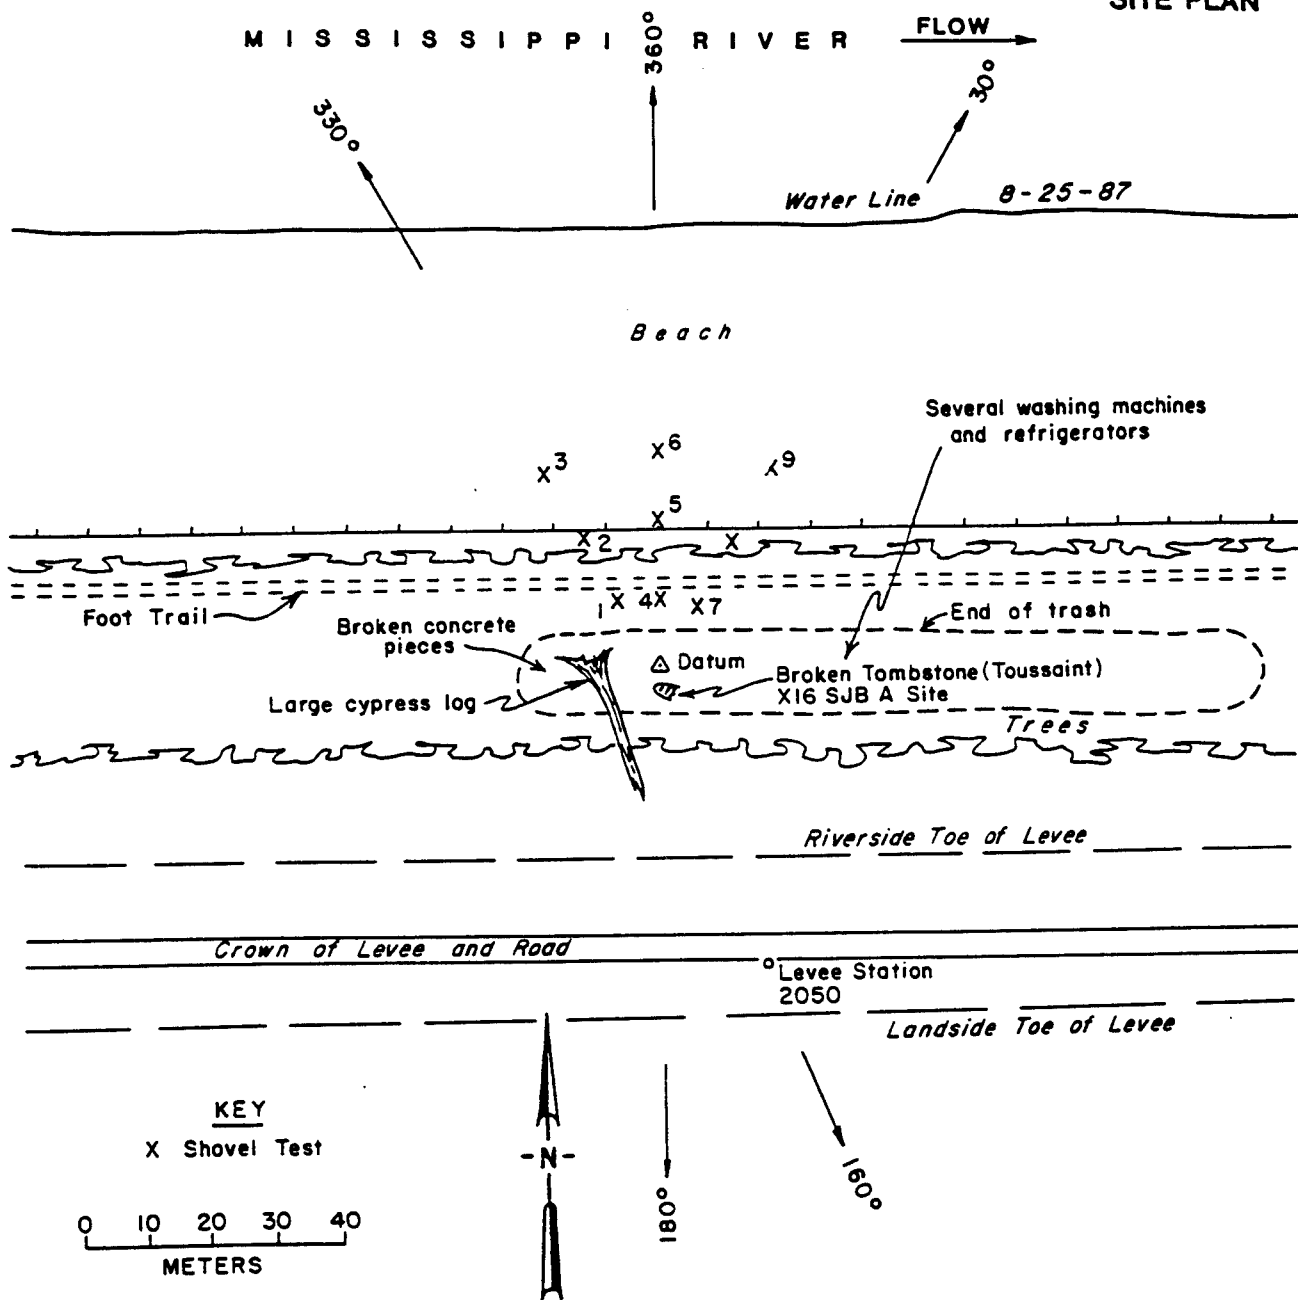 SITE PLAN
MISSISSIPPI RIVER
FLOW
360°
330°
30°
Water Line 8-25-87
Beach
Several washing machines
and refrigerators
X3
X6
X9
X5
X2
X
Foot Trail
1X
4X
X7
End of trash
Broken concrete
pieces
Datum
Broken Tombstone (Toussaint)
X16 SJB A Site
Large cypress log
Trees
Riverside Toe of Levee
Crown of Levee and Road
Levee Station
2050
Landside Toe of Levee
KEY
X Shovel Test
-N-
180°
160°
0 10 20 30 40
METERS